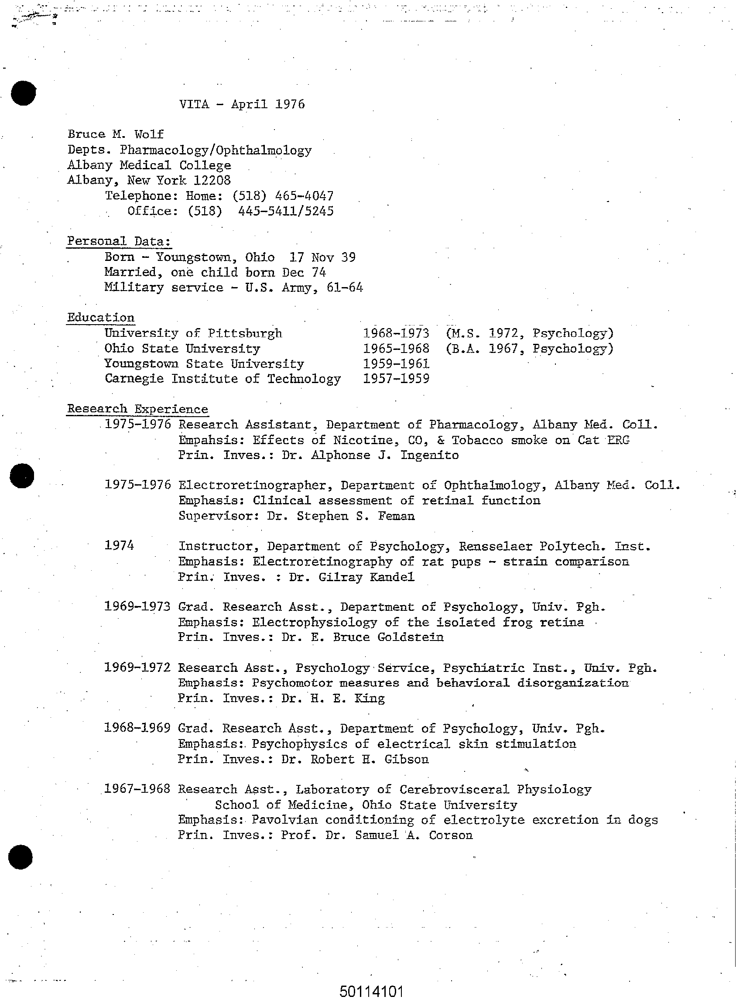 VITA - April 1976
Bruce M. Wolf
Depts. Pharmacology/Ophthalmology
Albany Medical College
Albany, New York 12208
Telephone: Home: (518) 465-4047
Office: (518) 445-5411/5245
Personal Data:
Born - Youngstown, Ohio 17 Nov 39
Married, one child born Dec 74
Military service - U.S. Army, 61-64
Education
University of Pittsburgh 1968-1973 (M.S. 1972, Psychology)
Ohio State University 1965-1968 (B.A. 1967, Psychology)
Youngstown State University 1959-1961
Carnegie Institute of Technology 1957-1959
Research Experience
1975-1976 Research Assistant, Department of Pharmacology, Albany Med. Coll.
Empahsis: Effects of Nicotine, CO, & Tobacco smoke on Cat ERG
Prin. Inves.: Dr. Alphonse J. Ingenito
1975-1976 Electroretinographer, Department of Ophthalmology, Albany Med. Coll.
Emphasis: Clinical assessment of retinal function
Supervisor: Dr. Stephen S. Feman
1974 Instructor, Department of Psychology, Rensselaer Polytech. Inst.
Emphasis: Electroretinography of rat pups - strain comparison
Prin. Inves. : Dr. Gilray Kandel
1969-1973 Grad. Research Asst., Department of Psychology, Univ. Pgh.
Emphasis: Electrophysiology of the isolated frog retina
Prin. Inves.: Dr. E. Bruce Goldstein
1969-1972 Research Asst., Psychology Service, Psychiatric Inst., Univ. Pgh.
Emphasis: Psychomotor measures and behavioral disorganization
Prin. Inves.: Dr. H. E. King
1968-1969 Grad. Research Asst., Department of Psychology, Univ. Pgh.
Emphasis: Psychophysics of electrical skin stimulation
Prin. Inves.: Dr. Robert H. Gibson
1967-1968 Research Asst., Laboratory of Cerebrovisceral Physiology
School of Medicine, Ohio State University
Emphasis: Pavolvian conditioning of electrolyte excretion in dogs
Prin. Inves.: Prof. Dr. Samuel A. Corson
50114101